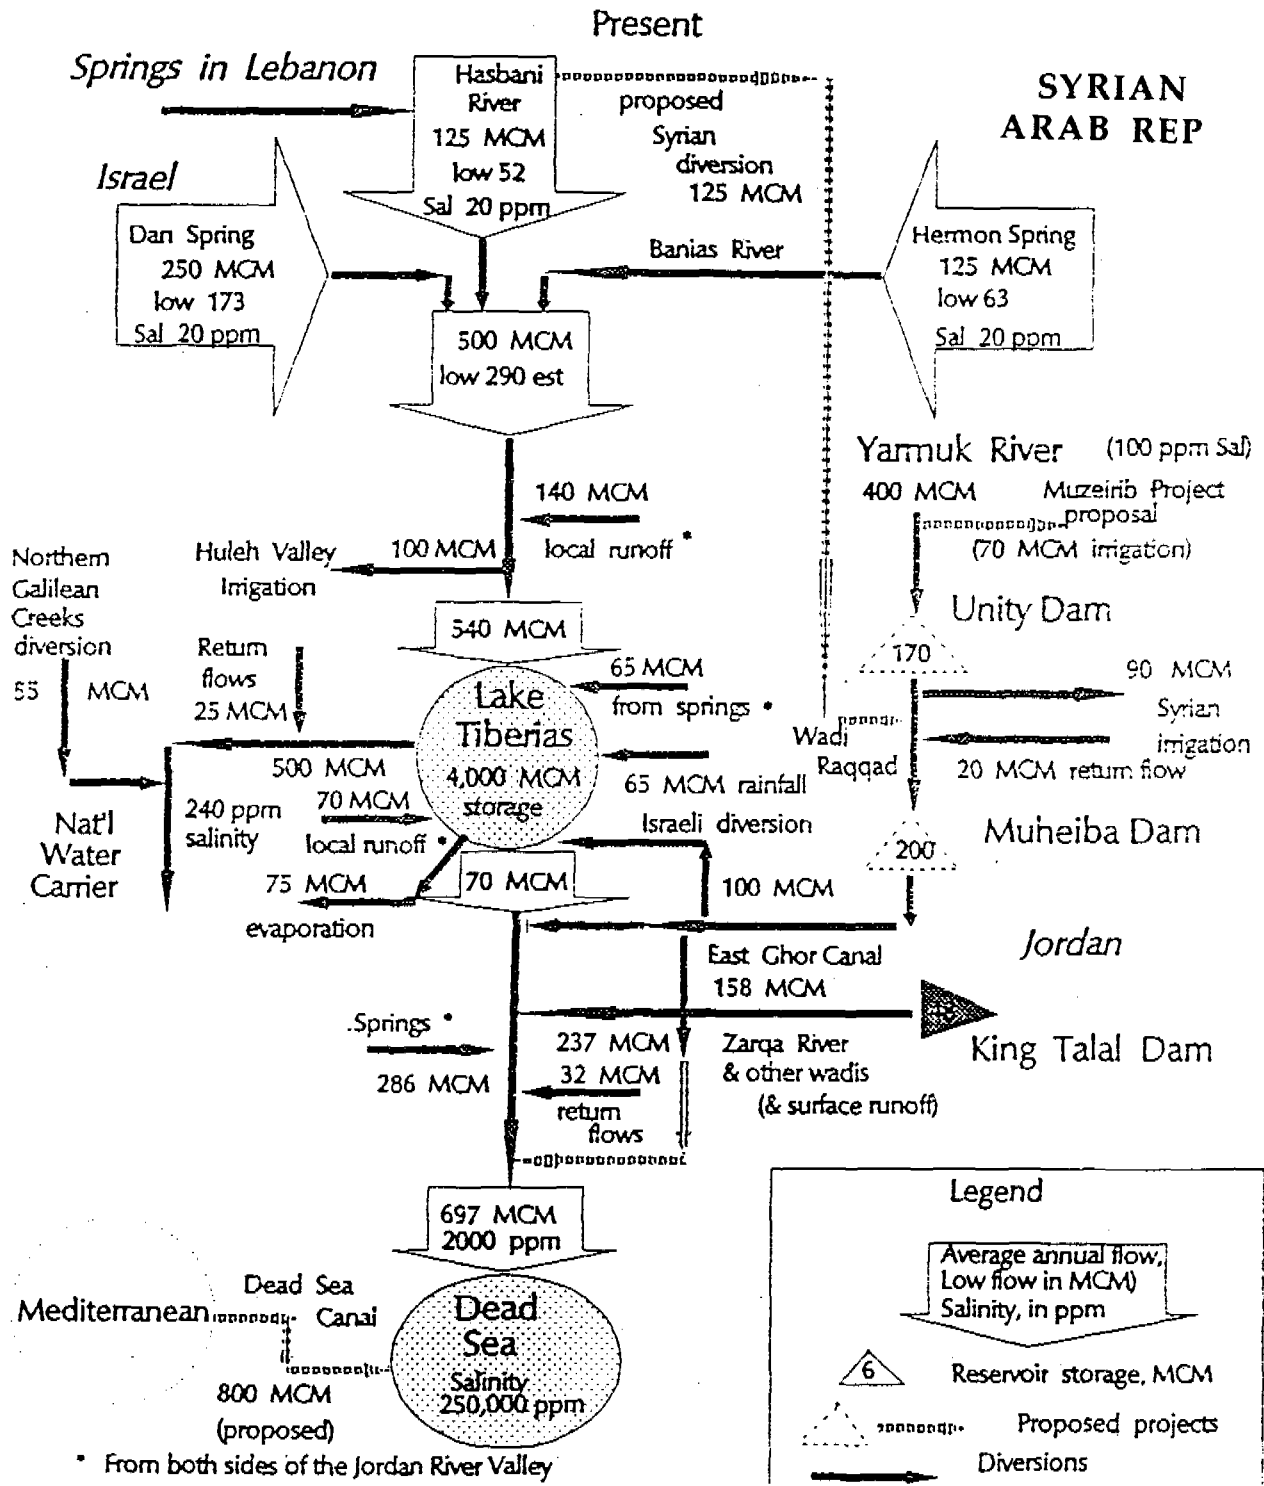 Present
Springs in Lebanon
Hasbani
River
125 MCM
low 52
Sal 20 ppm
proposed
Syrian
diversion
125 MCM
SYRIAN
ARAB REP
Israel
Dan Spring
250 MCM
low 173
Sal 20 ppm
Banias River
Hermon Spring
125 MCM
low 63
Sal 20 ppm
500 MCM
low 290 est
Yarmuk River
(100 ppm Sal)
400 MCM
Muzeirib Project
proposal
(70 MCM irrigation)
140 MCM
local runoff *
100 MCM
Huleh Valley
Irrigation
Northern
Galilean
Creeks
diversion
55 MCM
Return
flows
25 MCM
540 MCM
Unity Dam
170
65 MCM
from springs *
Lake
Tiberias
4,000 MCM
storage
90 MCM
Syrian
irrigation
20 MCM return flow
Wadi
Raqqad
500 MCM
65 MCM rainfall
240 ppm
salinity
70 MCM
local runoff *
Nat'l
Water
Carrier
Israeli diversion
Muheiba Dam
200
75 MCM
evaporation
70 MCM
100 MCM
Jordan
East Ghor Canal
158 MCM
.Springs *
286 MCM
237 MCM
Zarqa River
& other wadis
(& surface runoff)
King Talal Dam
32 MCM
return
flows
697 MCM
2000 ppm
Mediterranean
Dead Sea
Canal
800 MCM
(proposed)
Dead
Sea
Salinity
250,000 ppm
* From both sides of the Jordan River Valley
Legend
Average annual flow,
Low flow in MCM)
Salinity, in ppm
6
Reservoir storage, MCM
Proposed projects
Diversions